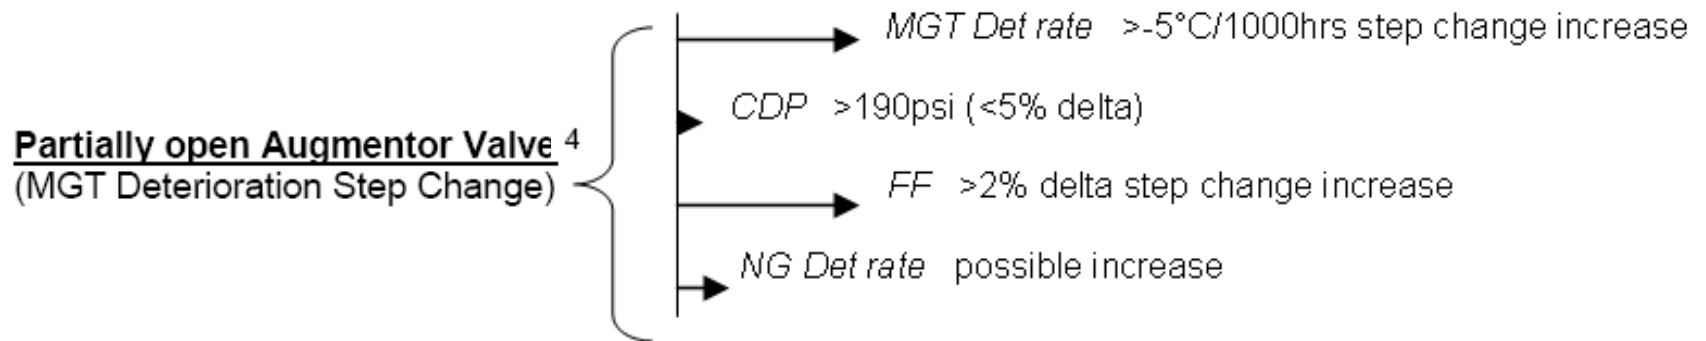 MGT Det rate >-5°C/1000hrs step change increase
CDP >190psi (<5% delta)
Partially open Augmentor Valve 4
(MGT Deterioration Step Change)
FF >2% delta step change increase
NG Det rate possible increase